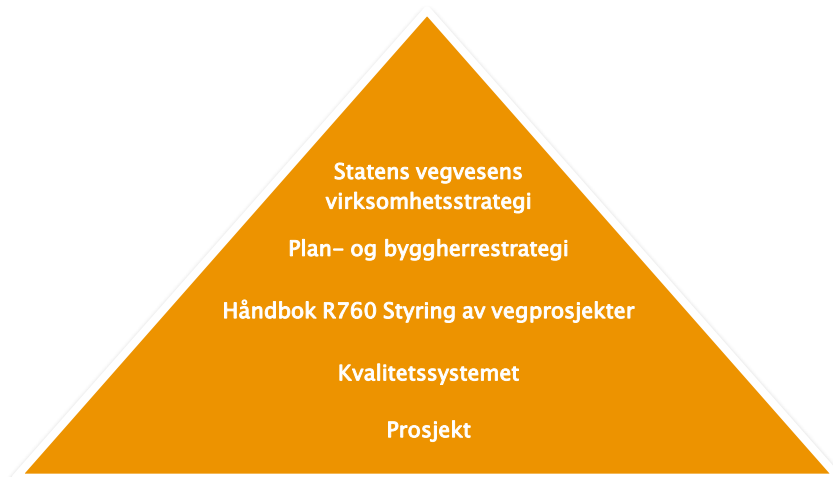 Statens vegvesens
virksomhetsstrategi
Plan- og byggherrestrategi
Håndbok R760 Styring av vegprosjekter
Kvalitetssystemet
Prosjekt